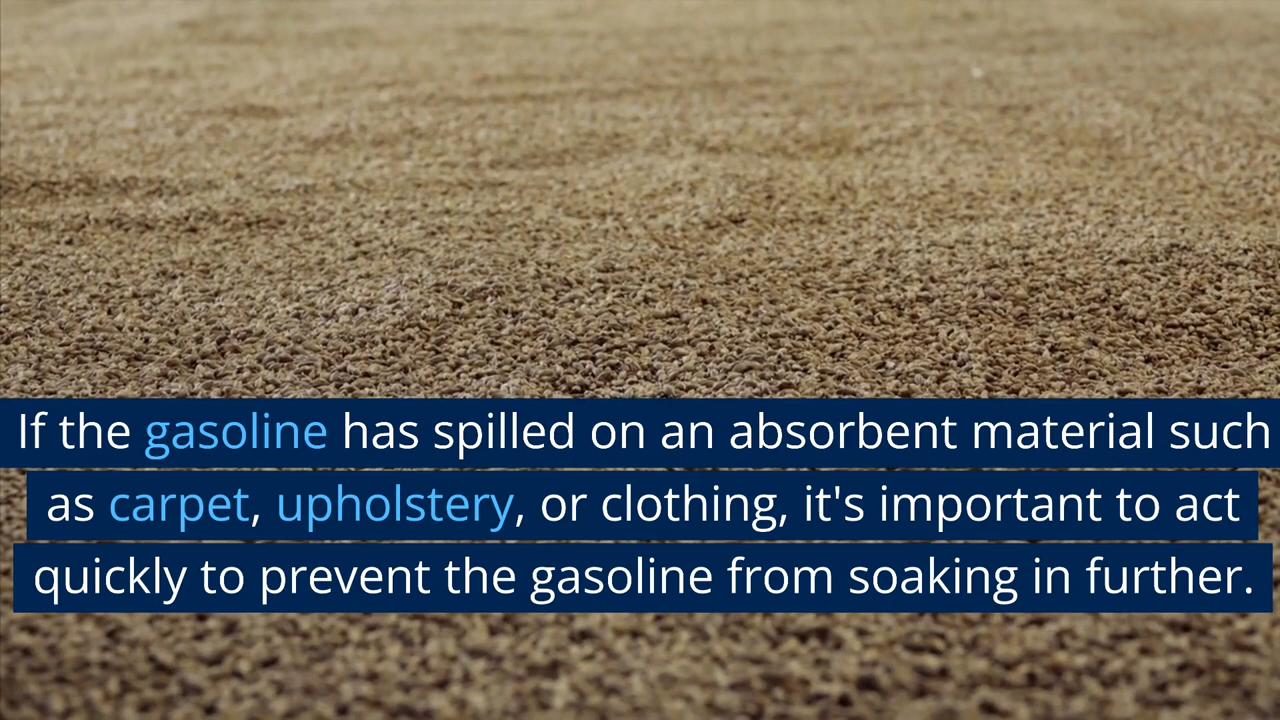 If the gasoline has spilled on an absorbent material such
as carpet, upholstery, or clothing, it's important to act
quickly to prevent the gasoline from soaking in further.